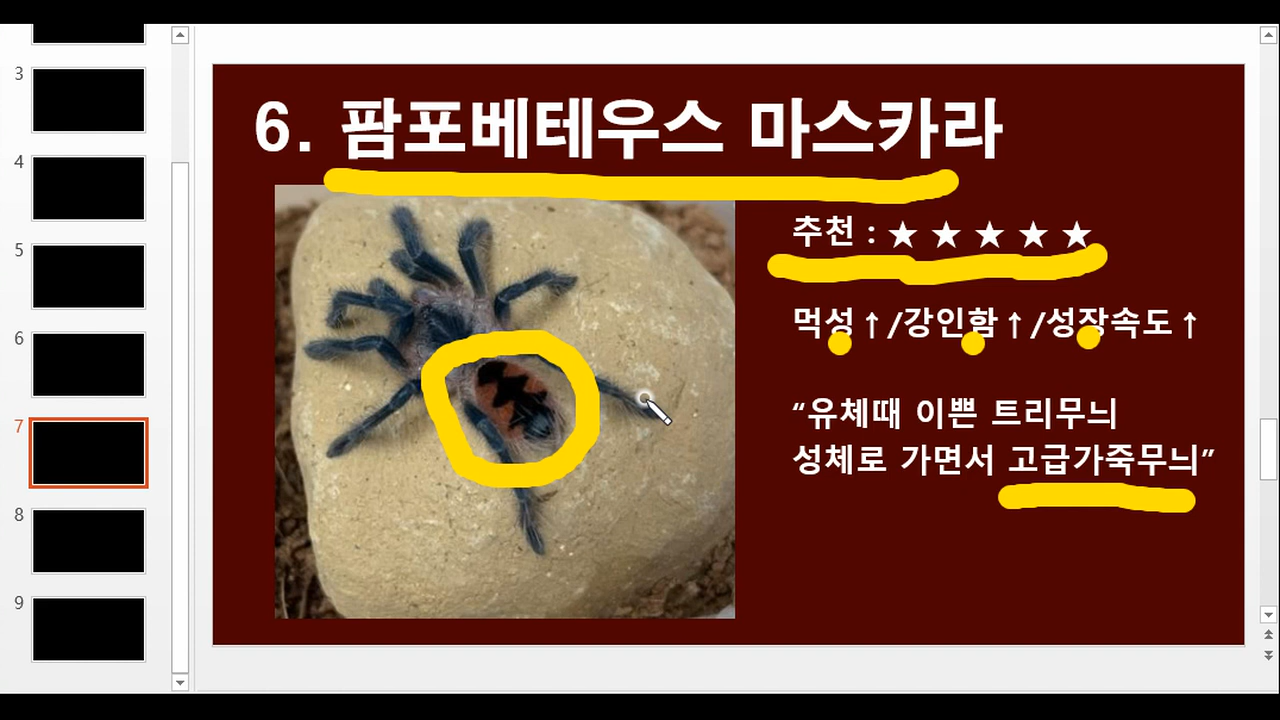 3
4
5
6
7
8
9
6. 팜포베테우스 마스카라
추천 : ★ ★ ★ ★ ★
먹성↑/강인함↑/성장속도↑
“유체때 이쁜 트리무늬
성체로 가면서 고급가죽무늬”